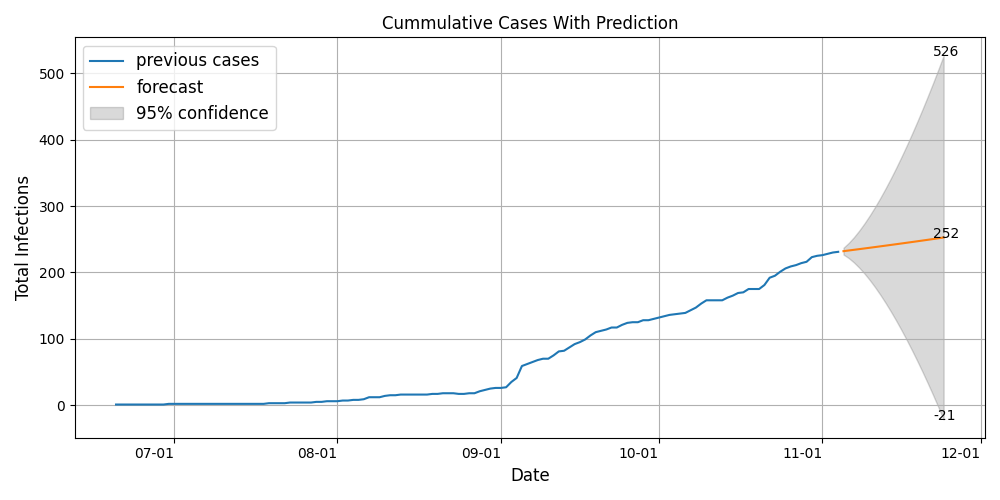 Cummulative Cases With Prediction
previous cases
forecast
95% confidence
526
252
-21
Total Infections
500
400
300
200
100
0
07-01
08-01
09-01
10-01
11-01
12-01
Date